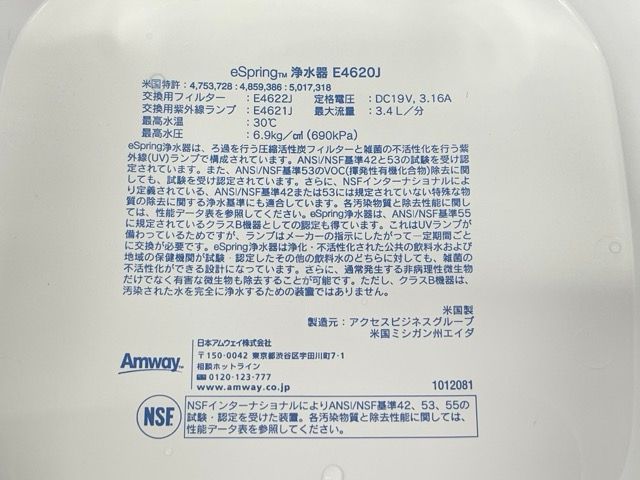 eSpring™ 浄水器 E4620J
米国特許：4,753,728；4,859,386；5,017,318
交換用フィルター ：E4622J 定格電圧：DC19V, 3.16A
交換用紫外線ランプ ：E4621J 最大流量：3.4L／分
最高水温 ：30℃
最高水圧 ：6.9kg／㎠ (690kPa)
eSpring浄水器は、ろ過を行う圧縮活性炭フィルターと雑菌の不活性化を行う紫
外線(UV)ランプで構成されています。ANSI/NSF基準42と53の試験を受け認
定されています。また、ANSI/NSF基準53のVOC(揮発性有機化合物)除去に関
しても、試験を受け認定されています。さらに、NSFインターナショナルによ
り定義されている、ANSI/NSF基準42または53には規定されていない特殊な物
質の除去に関する浄水基準にも適合しています。各汚染物質と除去性能に関し
ては、性能データ表を参照してください。eSpring浄水器は、ANSI/NSF基準55
に規定されているクラスB機器としての認定も得ています。これはUVランプが
備わっているためですが、ランプはメーカーの指示にしたがって一定期間ごと
に交換が必要です。eSpring浄水器は浄化・不活性化された公共の飲料水および
地域の保健機関が試験・認定したその他の飲料水のどちらに対しても、雑菌の
不活性化ができる設計になっています。さらに、通常発生する非病理性微生物
だけでなく有害な微生物も除去することが可能です。ただし、クラスB機器は、
汚染された水を完全に浄水するための装置ではありません。
米国製
製造元：アクセスビジネスグループ
米国ミシガン州エイダ
Amway™
日本アムウェイ株式会社
〒150-0042 東京都渋谷区宇田川町7-1
相談ホットライン
0120-123-777
www.amway.co.jp
1012081
NSF
NSFインターナショナルによりANSI/NSF基準42、53、55の
試験・認定を受けた装置。各汚染物質と除去性能に関しては、
性能データ表を参照してください。